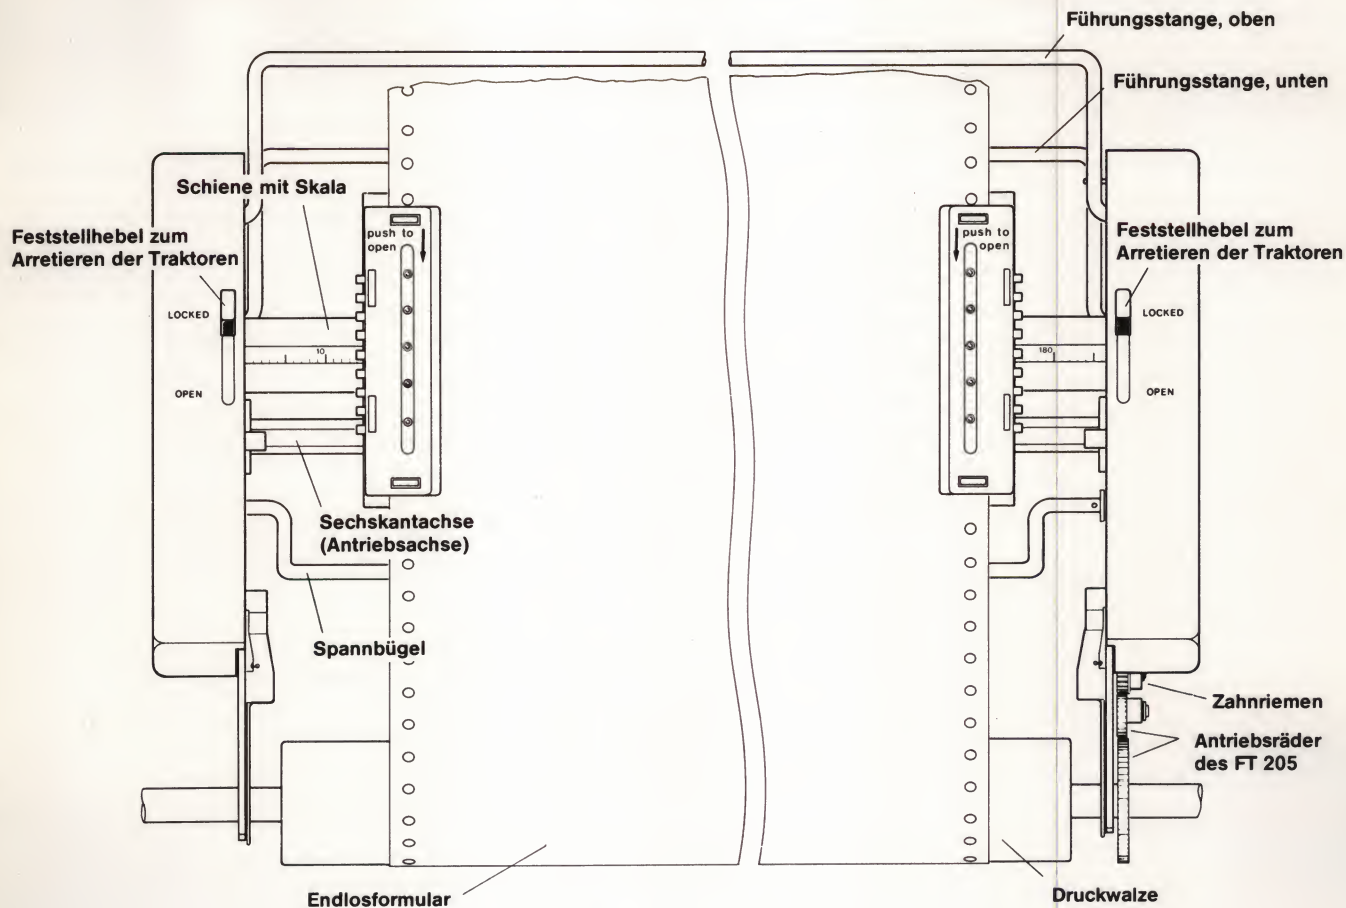 Führungsstange, oben
Führungsstange, unten
Schiene mit Skala
Feststellhebel zum
Arretieren der Traktoren
push to
open
push to
open
Feststellhebel zum
Arretieren der Traktoren
LOCKED
LOCKED
10
180
OPEN
OPEN
Sechskantachse
(Antriebsachse)
Spannbügel
Zahnriemen
Antriebsräder
des FT 205
Endlosformular
Druckwalze